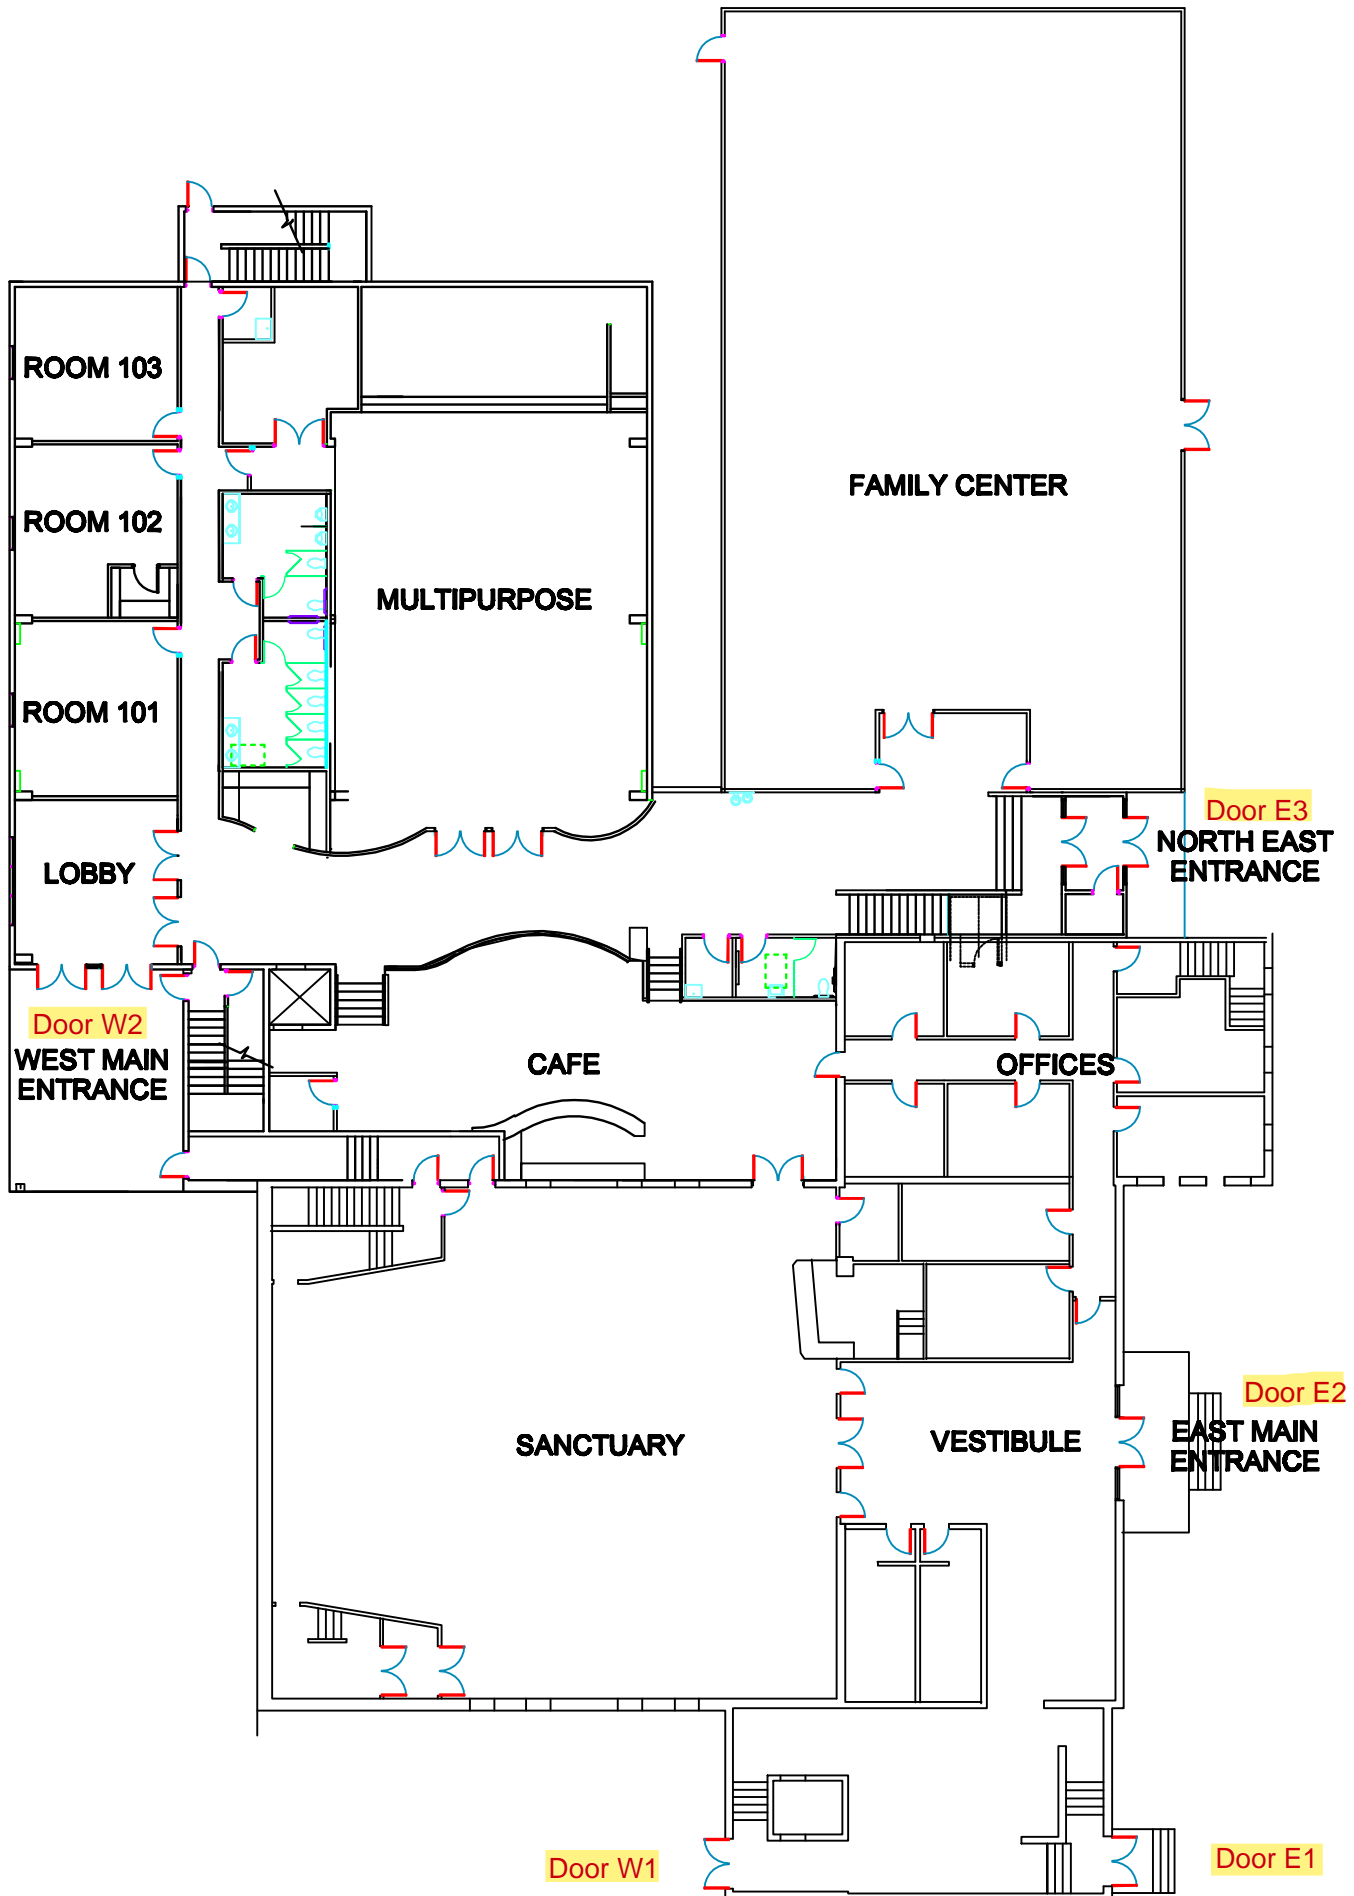 ROOM 103
FAMILY CENTER
ROOM 102
MULTIPURPOSE
ROOM 101
Door E3
NORTH EAST
ENTRANCE
LOBBY
Door W2
WEST MAIN
ENTRANCE
CAFE
OFFICES
Door E2
EAST MAIN
ENTRANCE
SANCTUARY
VESTIBULE
Door W1
Door E1